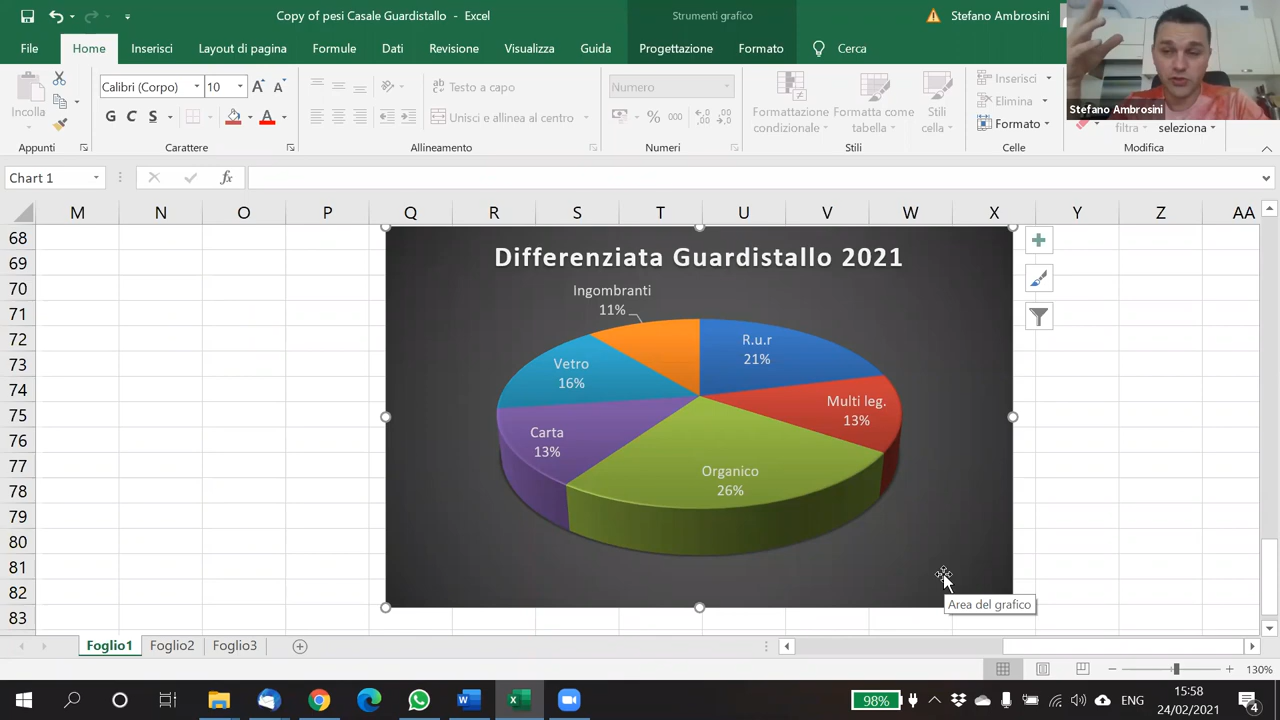 Copy of pesi Casale Guardistallo - Excel
Strumenti grafico
Stefano Ambrosini
File
Home
Inserisci
Layout di pagina
Formule
Dati
Revisione
Visualizza
Guida
Progettazione
Formato
Cerca
Incolla
Calibri (Corpo)
10
G C S
Appunti
Carattere
Testo a capo
Unisci e allinea al centro
Allineamento
Numero
% 000
Numeri
Formattazione condizionale
Formatta come tabella
Stili cella
Stili
Inserisci
Elimina
Formato
Celle
filtra
seleziona
Modifica
Stefano Ambrosini
Chart 1
fx
M N O P Q R S T U V W X Y Z AA
68
69
70
71
72
73
74
75
76
77
78
79
80
81
82
83
Differenziata Guardistallo 2021
Ingombranti
11%
R.u.r
21%
Vetro
16%
Multi leg.
13%
Carta
13%
Organico
26%
Area del grafico
Foglio1
Foglio2
Foglio3
130%
98%
ENG
15:58
24/02/2021
4